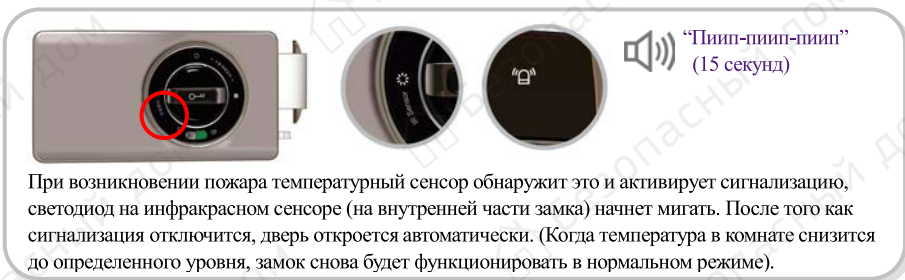 “Пиип-пиип-пиип”
(15 секунд)
IR Sensor
При возникновении пожара температурный сенсор обнаружит это и активирует сигнализацию,
светодиод на инфракрасном сенсоре (на внутренней части замка) начнет мигать. После того как
сигнализация отключится, дверь откроется автоматически. (Когда температура в комнате снизится
до определенного уровня, замок снова будет функционировать в нормальном режиме).